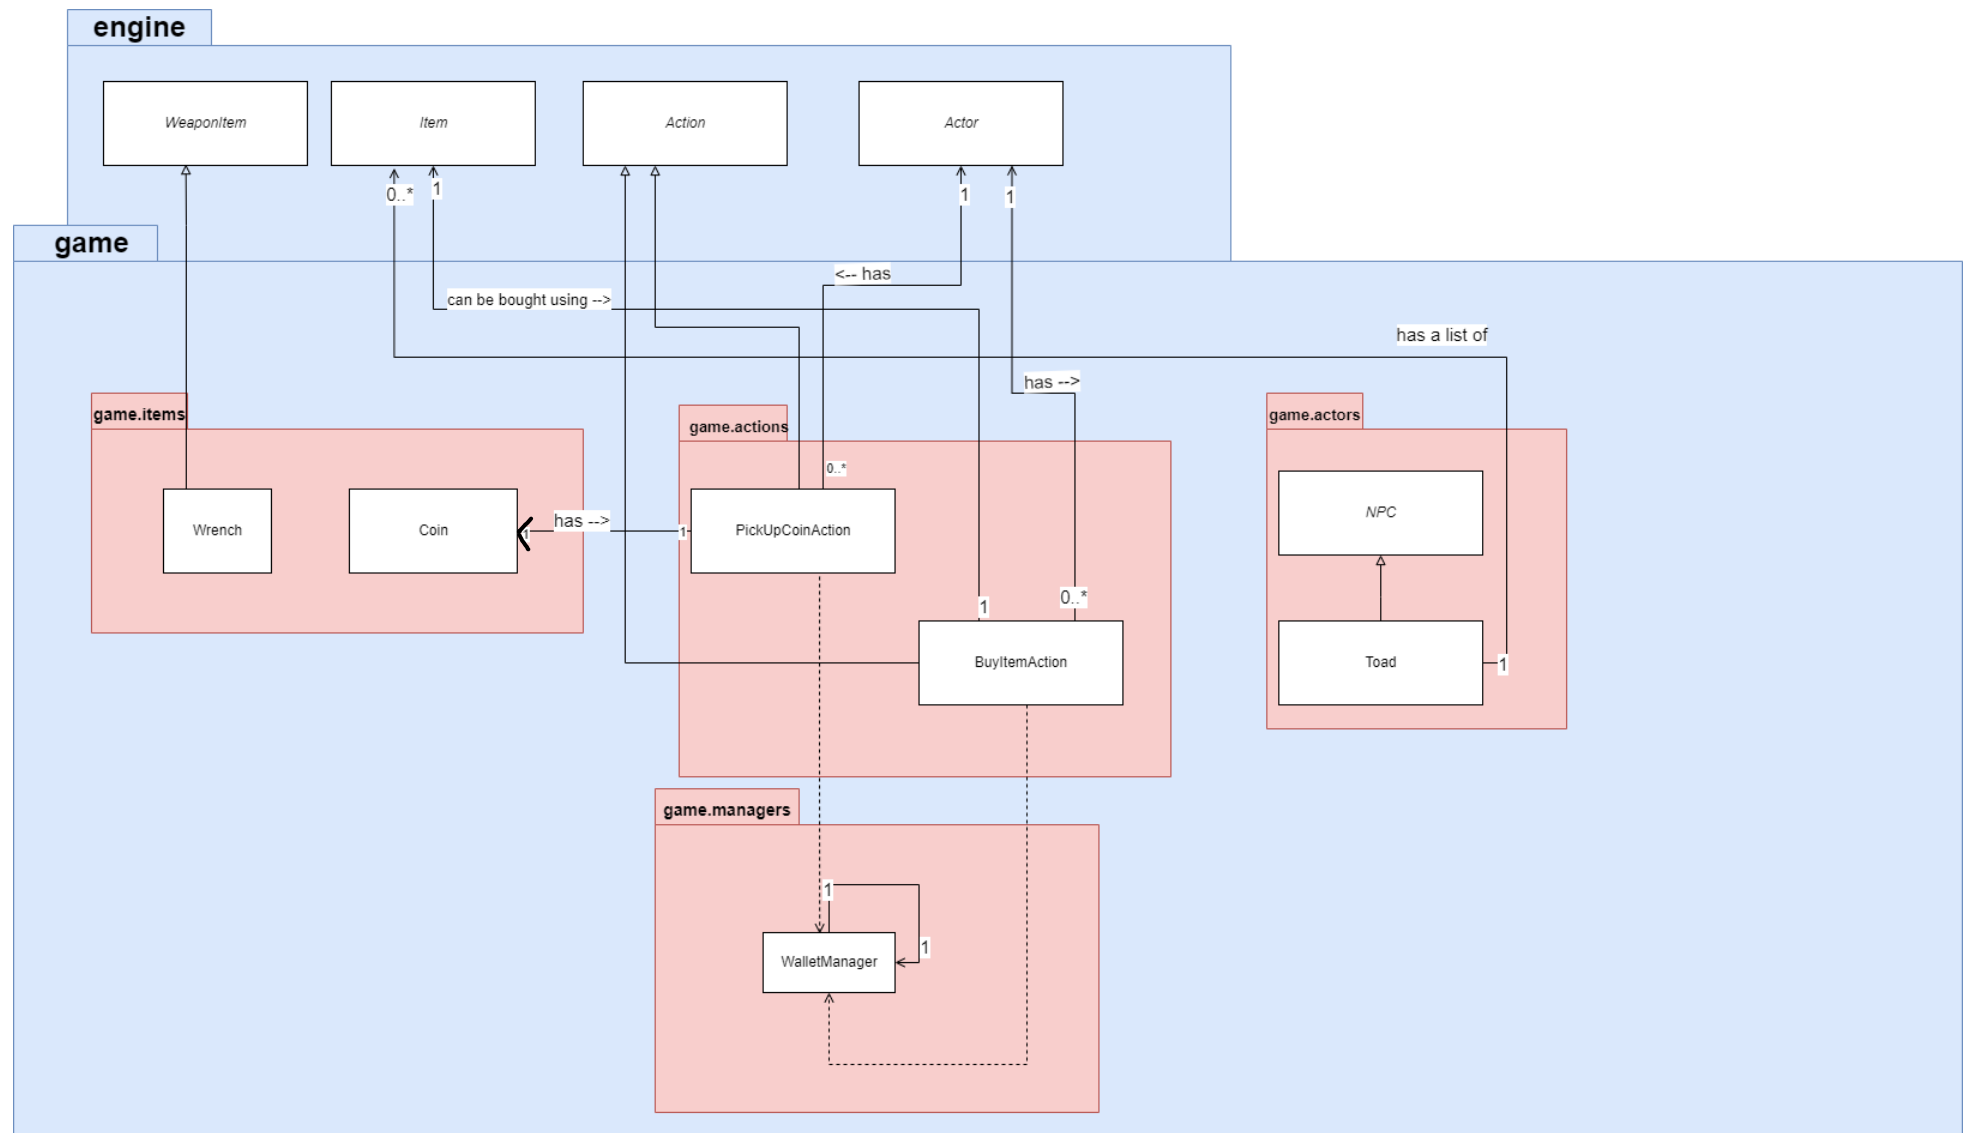 engine
WeaponItem
Item
Action
Actor
0..*
1
1
1
game
<-- has
can be bought using -->
has a list of
has -->
game.items
game.actions
game.actors
0..*
Wrench
Coin
1
has -->
1
PickUpCoinAction
NPC
1
0..*
BuyItemAction
Toad
1
game.managers
1
1
WalletManager